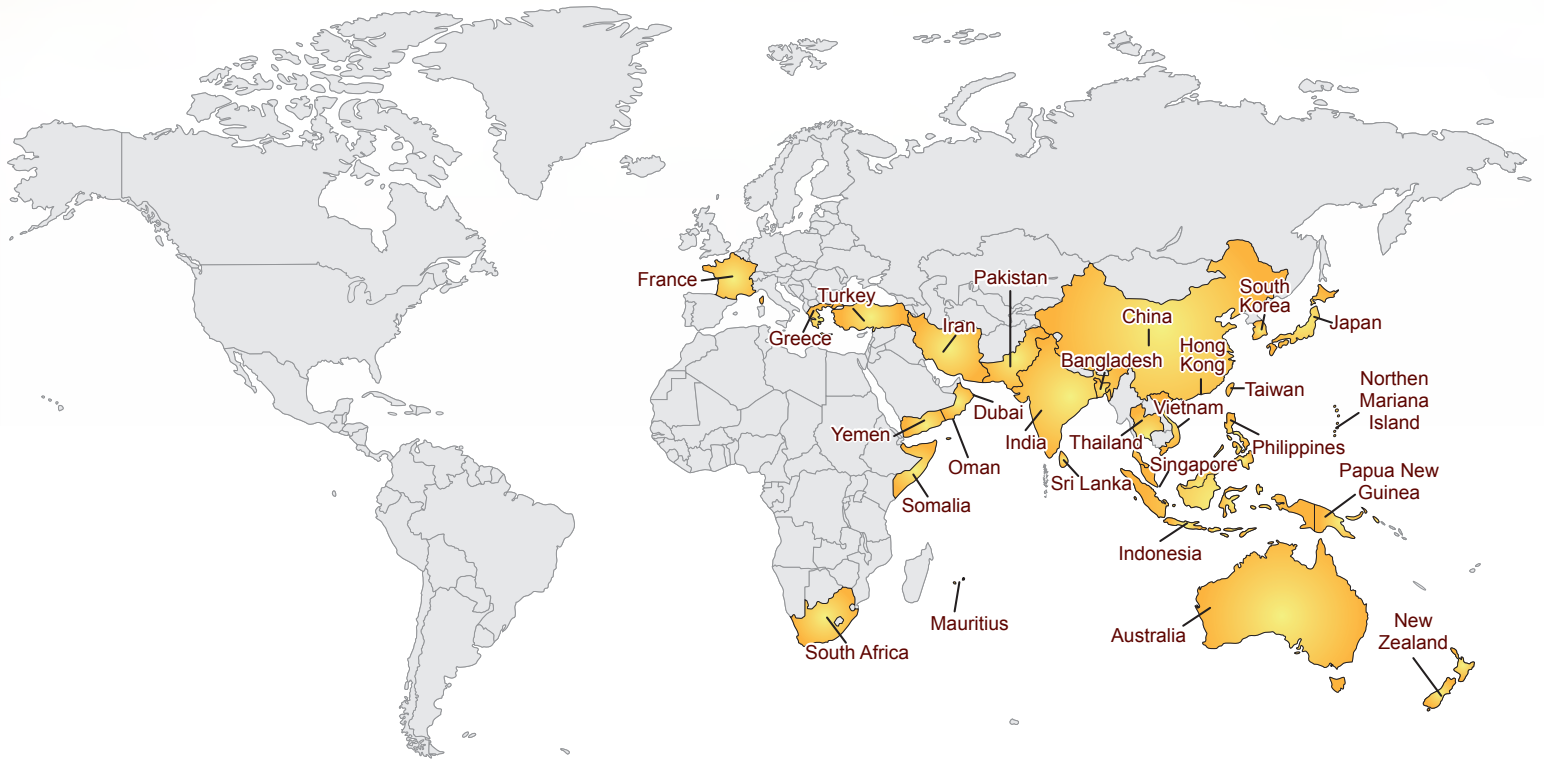 France
Turkey
Greece
Iran
Pakistan
China
South
Korea
Japan
Bangladesh
Hong
Kong
Taiwan
Northen
Mariana
Island
Dubai
Yemen
Oman
India
Thailand
Vietnam
Philippines
Somalia
Sri Lanka
Singapore
Papua New
Guinea
Indonesia
Mauritius
South Africa
Australia
New
Zealand